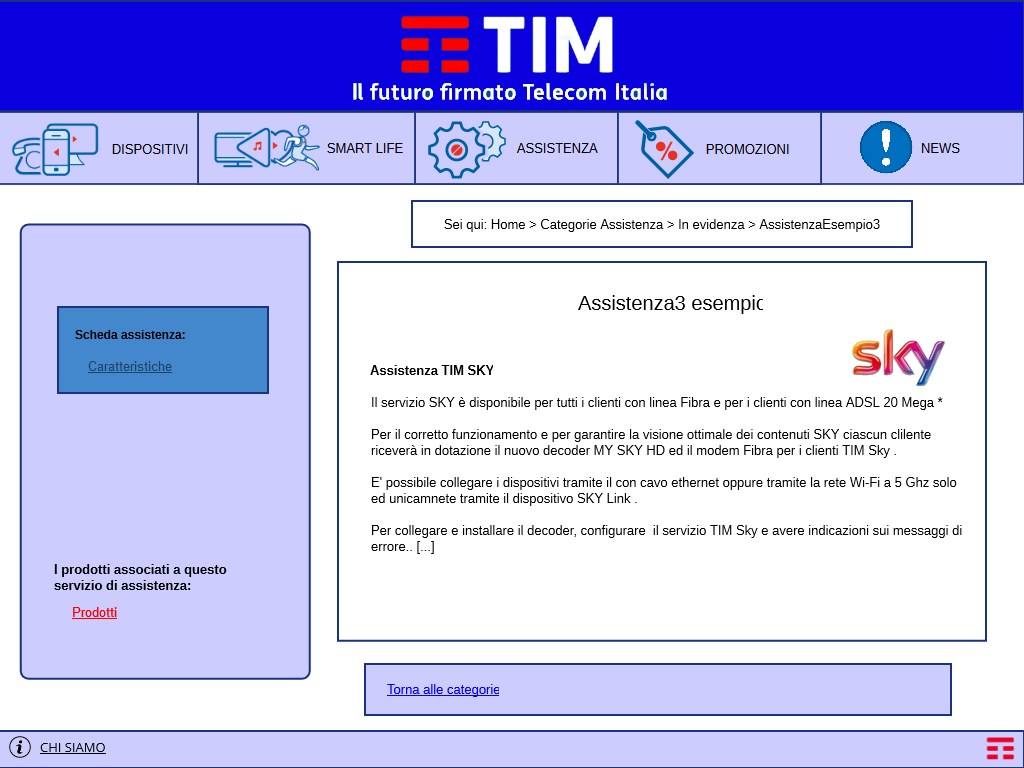 TIM
Il futuro firmato Telecom Italia
DISPOSITIVI
SMART LIFE
ASSISTENZA
PROMOZIONI
NEWS
Sei qui: Home > Categorie Assistenza > In evidenza > AssistenzaEsempio3
Scheda assistenza:
Caratteristiche
I prodotti associati a questo
servizio di assistenza:
Prodotti
Assistenza3 esempio
sky
Assistenza TIM SKY
Il servizio SKY è disponibile per tutti i clienti con linea Fibra e per i clienti con linea ADSL 20 Mega *
Per il corretto funzionamento e per garantire la visione ottimale dei contenuti SKY ciascun clilente
riceverà in dotazione il nuovo decoder MY SKY HD ed il modem Fibra per i clienti TIM Sky .
E' possibile collegare i dispositivi tramite il con cavo ethernet oppure tramite la rete Wi-Fi a 5 Ghz solo
ed unicamnete tramite il dispositivo SKY Link .
Per collegare e installare il decoder, configurare  il servizio TIM Sky e avere indicazioni sui messaggi di
errore.. [...]
Torna alle categorie
CHI SIAMO